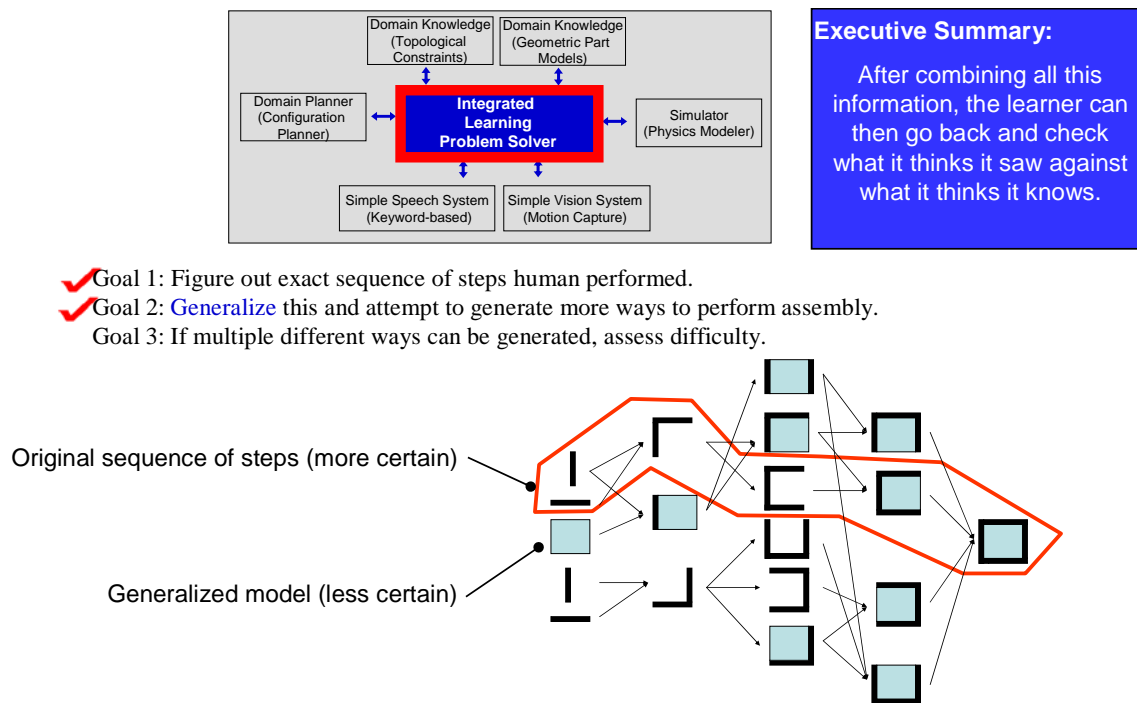 Domain Knowledge
(Topological
Constraints)
Domain Knowledge
(Geometric Part
Models)
Domain Planner
(Configuration
Planner)
Integrated
Learning
Problem Solver
Simulator
(Physics Modeler)
Simple Speech System
(Keyword-based)
Simple Vision System
(Motion Capture)
Executive Summary:
After combining all this
information, the learner can
then go back and check
what it thinks it saw against
what it thinks it knows.
Goal 1: Figure out exact sequence of steps human performed.
Goal 2: Generalize this and attempt to generate more ways to perform assembly.
Goal 3: If multiple different ways can be generated, assess difficulty.
Original sequence of steps (more certain)
Generalized model (less certain)